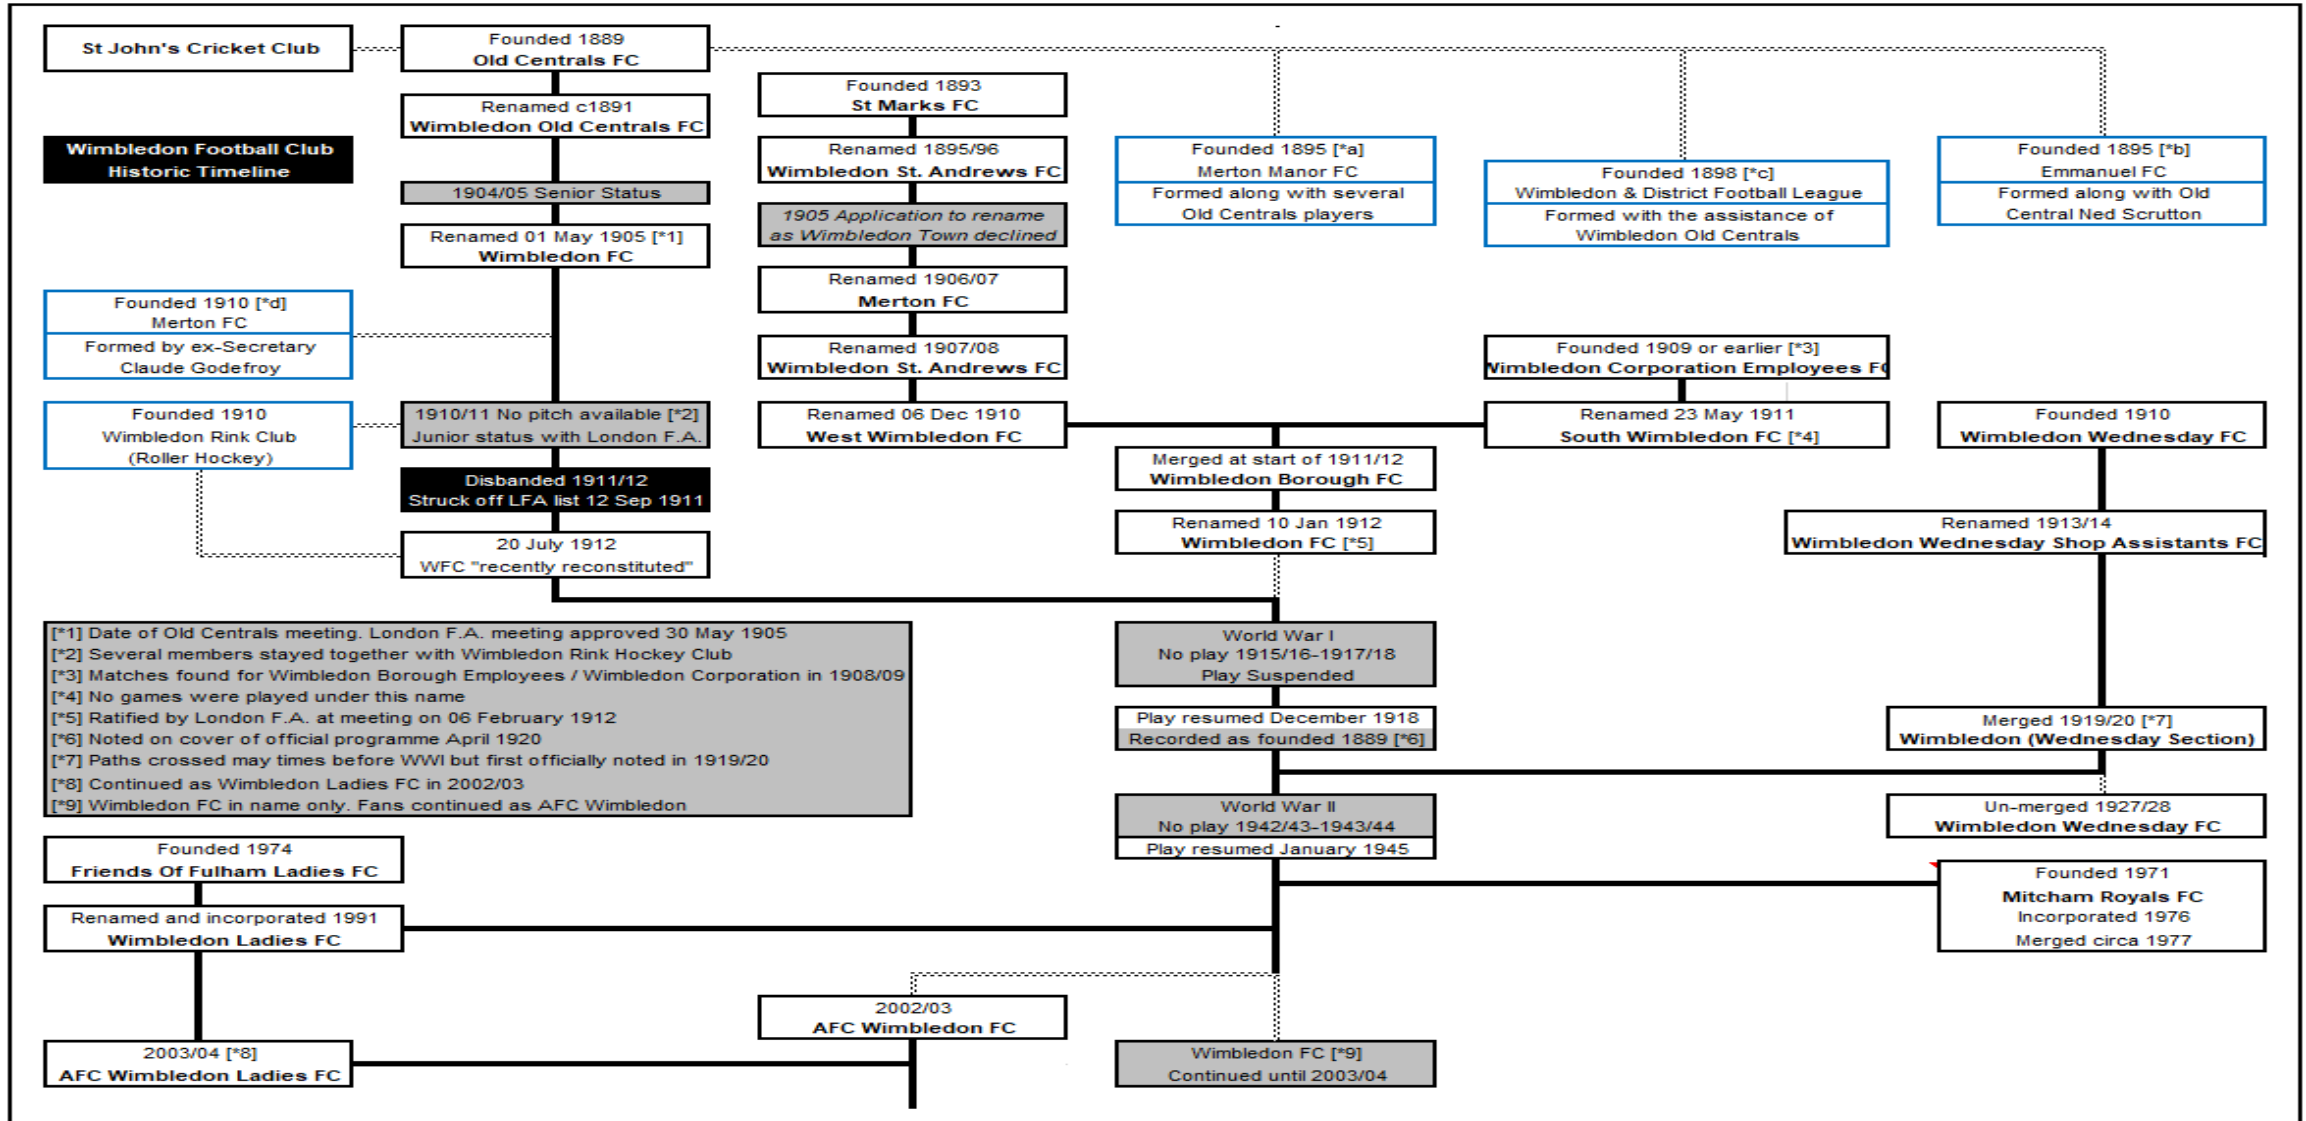 St John's Cricket Club
Founded 1889
Old Centrals FC
Renamed c1891
Wimbledon Old Centrals FC
Wimbledon Football Club
Historic Timeline
1904/05 Senior Status
Renamed 01 May 1905 [*1]
Wimbledon FC
Founded 1893
St Marks FC
Renamed 1895/96
Wimbledon St. Andrews FC
1905 Application to rename
as Wimbledon Town declined
Renamed 1906/07
Merton FC
Renamed 1907/08
Wimbledon St. Andrews FC
Renamed 06 Dec 1910
West Wimbledon FC
Founded 1895 [*a]
Merton Manor FC
Formed along with several
Old Centrals players
Founded 1898 [*c]
Wimbledon & District Football League
Formed with the assistance of
Wimbledon Old Centrals
Founded 1895 [*b]
Emmanuel FC
Formed along with Old
Central Ned Scrutton
Founded 1910 [*d]
Merton FC
Formed by ex-Secretary
Claude Godefroy
Founded 1910
Wimbledon Rink Club
(Roller Hockey)
1910/11 No pitch available [*2]
Junior status with London F.A.
Disbanded 1911/12
Struck off LFA list 12 Sep 1911
20 July 1912
WFC "recently reconstituted"
Founded 1909 or earlier [*3]
Wimbledon Corporation Employees FC
Renamed 23 May 1911
South Wimbledon FC [*4]
Merged at start of 1911/12
Wimbledon Borough FC
Renamed 10 Jan 1912
Wimbledon FC [*5]
Founded 1910
Wimbledon Wednesday FC
Renamed 1913/14
Wimbledon Wednesday Shop Assistants FC
[*1] Date of Old Centrals meeting. London F.A. meeting approved 30 May 1905
[*2] Several members stayed together with Wimbledon Rink Hockey Club
[*3] Matches found for Wimbledon Borough Employees / Wimbledon Corporation in 1908/09
[*4] No games were played under this name
[*5] Ratified by London F.A. at meeting on 06 February 1912
[*6] Noted on cover of official programme April 1920
[*7] Paths crossed may times before WWI but first officially noted in 1919/20
[*8] Continued as Wimbledon Ladies FC in 2002/03
[*9] Wimbledon FC in name only. Fans continued as AFC Wimbledon
World War I
No play 1915/16-1917/18
Play Suspended
Play resumed December 1918
Recorded as founded 1889 [*6]
Merged 1919/20 [*7]
Wimbledon (Wednesday Section)
World War II
No play 1942/43-1943/44
Play resumed January 1945
Un-merged 1927/28
Wimbledon Wednesday FC
Founded 1974
Friends Of Fulham Ladies FC
Renamed and incorporated 1991
Wimbledon Ladies FC
Founded 1971
Mitcham Royals FC
Incorporated 1976
Merged circa 1977
2002/03
AFC Wimbledon FC
2003/04 [*8]
AFC Wimbledon Ladies FC
Wimbledon FC [*9]
Continued until 2003/04